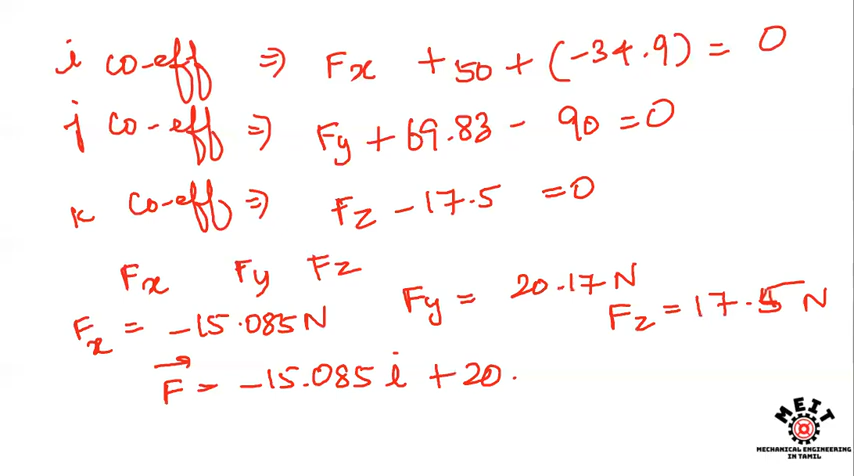 i co-eff ⇒ Fx + 50 + (-34.9) = 0
j co-eff ⇒ Fy + 69.83 - 90 = 0
k co-eff ⇒ Fz - 17.5 = 0
Fx Fy Fz
Fx = -15.085 N Fy = 20.17 N Fz = 17.5 N
F⃗ = -15.085 i + 20.
MEIT
MECHANICAL ENGINEERING
IN TAMIL